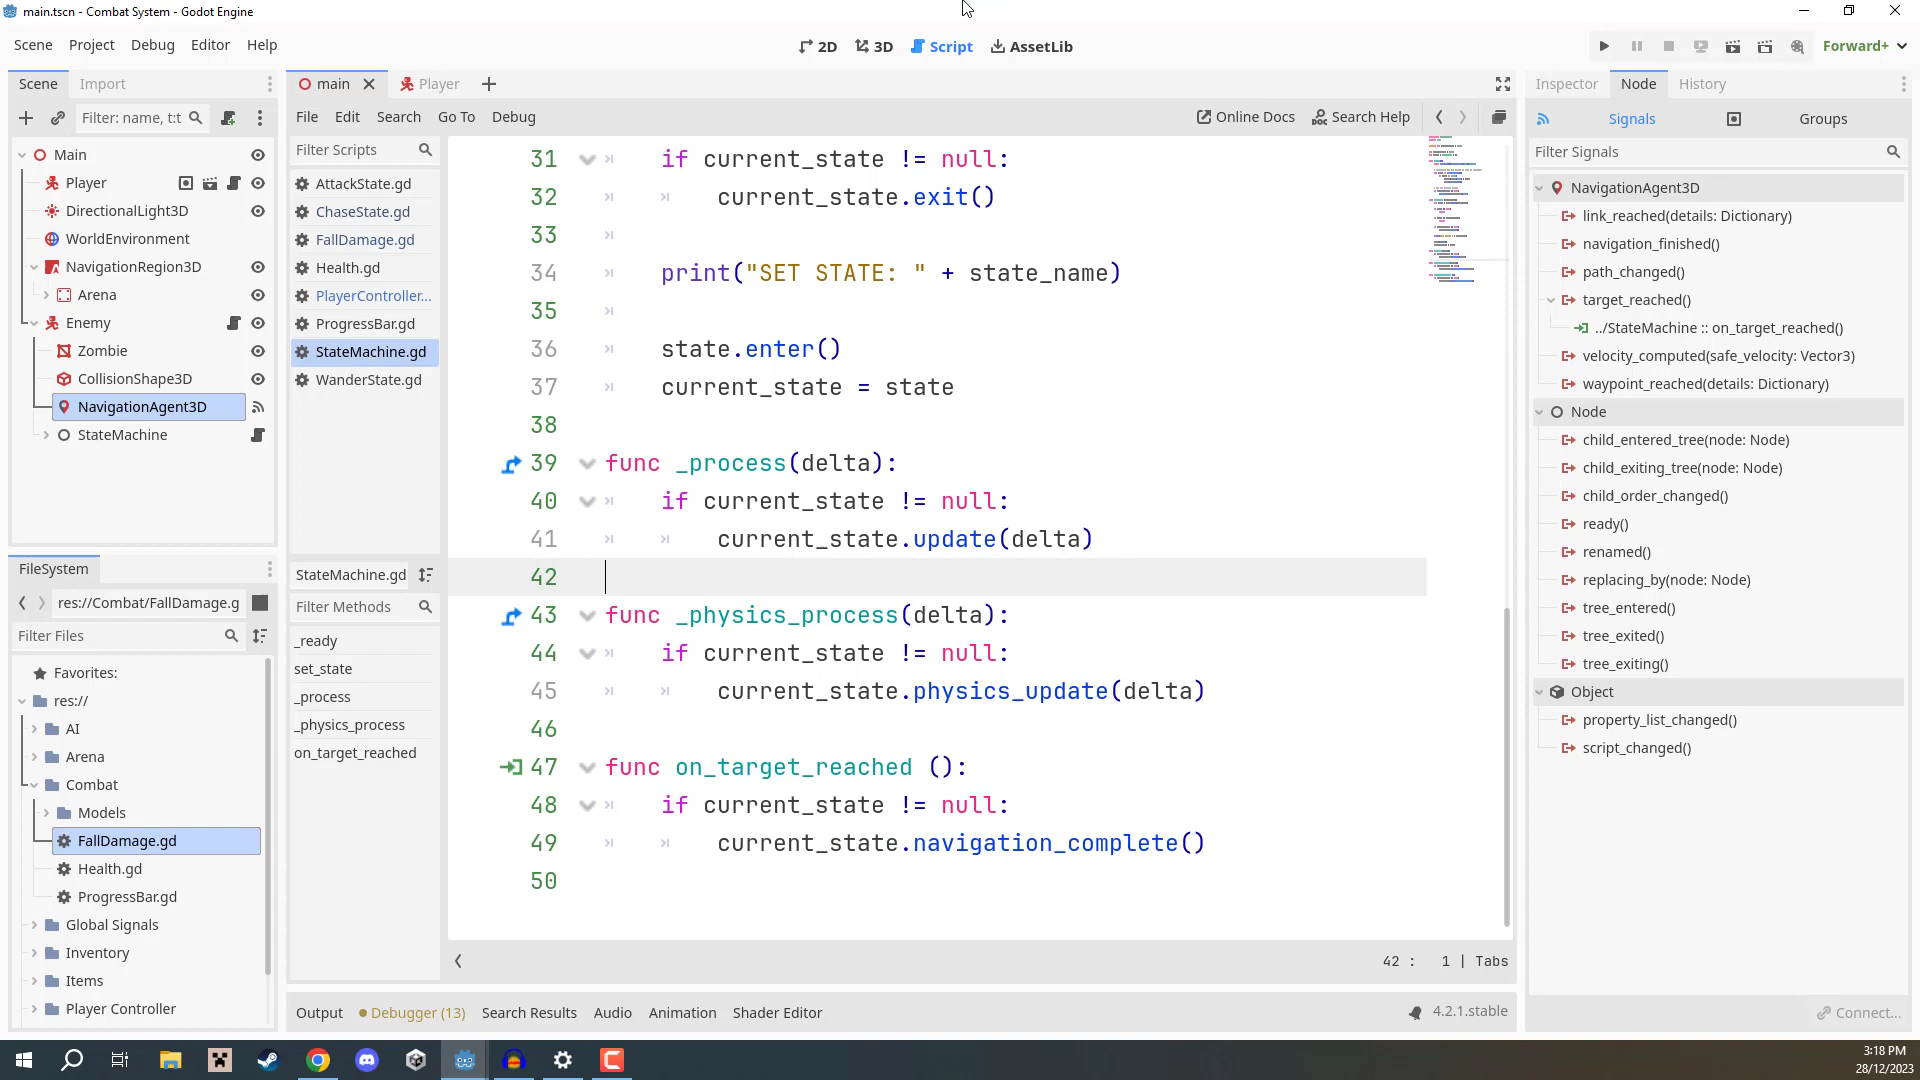 main.tscn - Combat System - Godot Engine
Scene Project Debug Editor Help
2D 3D Script AssetLib
Forward+
Scene Import
Filter: name, t:t
Main
Player
DirectionalLight3D
WorldEnvironment
NavigationRegion3D
Arena
Enemy
Zombie
CollisionShape3D
NavigationAgent3D
StateMachine
FileSystem
res://Combat/FallDamage.g
Filter Files
Favorites:
res://
AI
Arena
Combat
Models
FallDamage.gd
Health.gd
ProgressBar.gd
Global Signals
Inventory
Items
Player Controller
main Player
File Edit Search Go To Debug
Online Docs Search Help
Filter Scripts
AttackState.gd
ChaseState.gd
FallDamage.gd
Health.gd
PlayerController...
ProgressBar.gd
StateMachine.gd
WanderState.gd
StateMachine.gd
Filter Methods
_ready
set_state
_process
_physics_process
on_target_reached
31 if current_state != null:
32 current_state.exit()
33
34 print("SET STATE: " + state_name)
35
36 state.enter()
37 current_state = state
38
39 func _process(delta):
40 if current_state != null:
41 current_state.update(delta)
42
43 func _physics_process(delta):
44 if current_state != null:
45 current_state.physics_update(delta)
46
47 func on_target_reached ():
48 if current_state != null:
49 current_state.navigation_complete()
50
42 : 1 | Tabs
Output Debugger (13) Search Results Audio Animation Shader Editor
4.2.1.stable
Inspector Node History
Signals Groups
Filter Signals
NavigationAgent3D
link_reached(details: Dictionary)
navigation_finished()
path_changed()
target_reached()
../StateMachine :: on_target_reached()
velocity_computed(safe_velocity: Vector3)
waypoint_reached(details: Dictionary)
Node
child_entered_tree(node: Node)
child_exiting_tree(node: Node)
child_order_changed()
ready()
renamed()
replacing_by(node: Node)
tree_entered()
tree_exited()
tree_exiting()
Object
property_list_changed()
script_changed()
Connect...
3:18 PM
28/12/2023